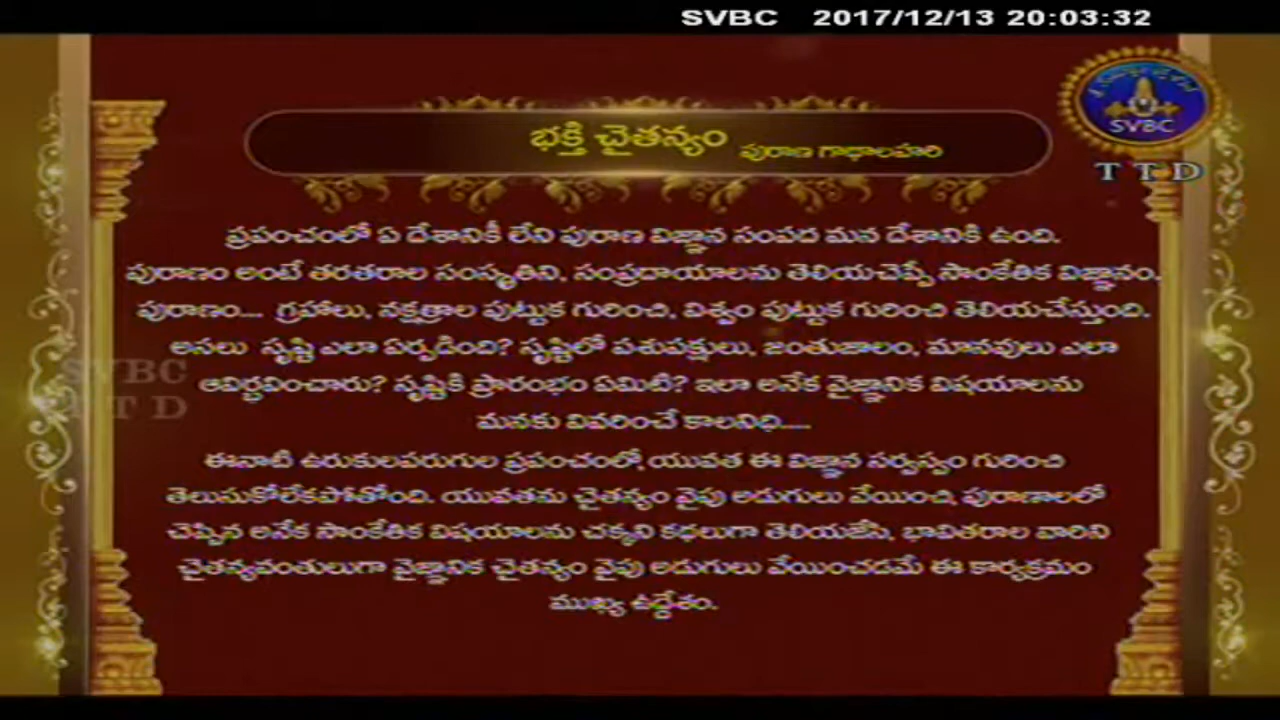 SVBC 2017/12/13 20:03:32
SVBC
T T D
భక్తి చైతన్యం పురాణ గాధాలహరి
ప్రపంచంలో ఏ దేశానికీ లేని పురాణ విజ్ఞాన సంపద మన దేశానికి ఉంది.
పురాణం అంటే తరతరాల సంస్కృతిని, సంప్రదాయాలను తెలియచెప్పే సాంకేతిక విజ్ఞానం.
పురాణం... గ్రహాలు, నక్షత్రాల పుట్టుక గురించి, విశ్వం పుట్టుక గురించి తెలియచేస్తుంది.
అసలు సృష్టి ఎలా ఏర్పడింది? సృష్టిలో పశుపక్షులు, జంతుజాలం, మానవులు ఎలా
ఆవిర్భవించారు? సృష్టికి ప్రారంభం ఏమిటి? ఇలా అనేక వైజ్ఞానిక విషయాలను
మనకు వివరించే కాలనిధి....
ఈనాటి ఉరుకులపరుగుల ప్రపంచంలో, యువత ఈ విజ్ఞాన సర్వస్వం గురించి
తెలుసుకోలేకపోతోంది. యువతను చైతన్యం వైపు అడుగులు వేయించి, పురాణాలలో
చెప్పిన అనేక సాంకేతిక విషయాలను చక్కని కథలుగా తెలియజేసి, భావితరాల వారిని
చైతన్యవంతులుగా వైజ్ఞానిక చైతన్యం వైపు అడుగులు వేయించడమే ఈ కార్యక్రమం
ముఖ్య ఉద్దేశం.
SVBC
T T D